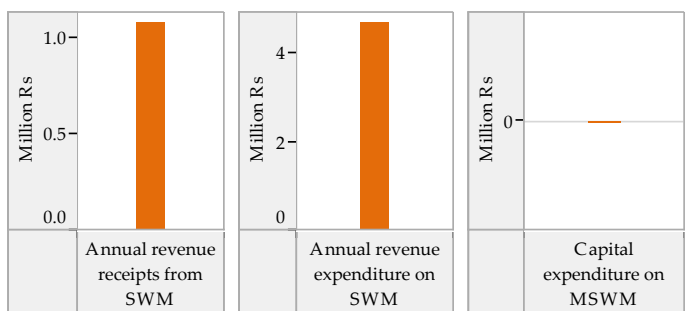 Million Rs
1.0
0.5
0.0
Annual revenue
receipts from
SWM
Million Rs
4
2
0
Annual revenue
expenditure on
SWM
Million Rs
0
Capital
expenditure on
MSWM